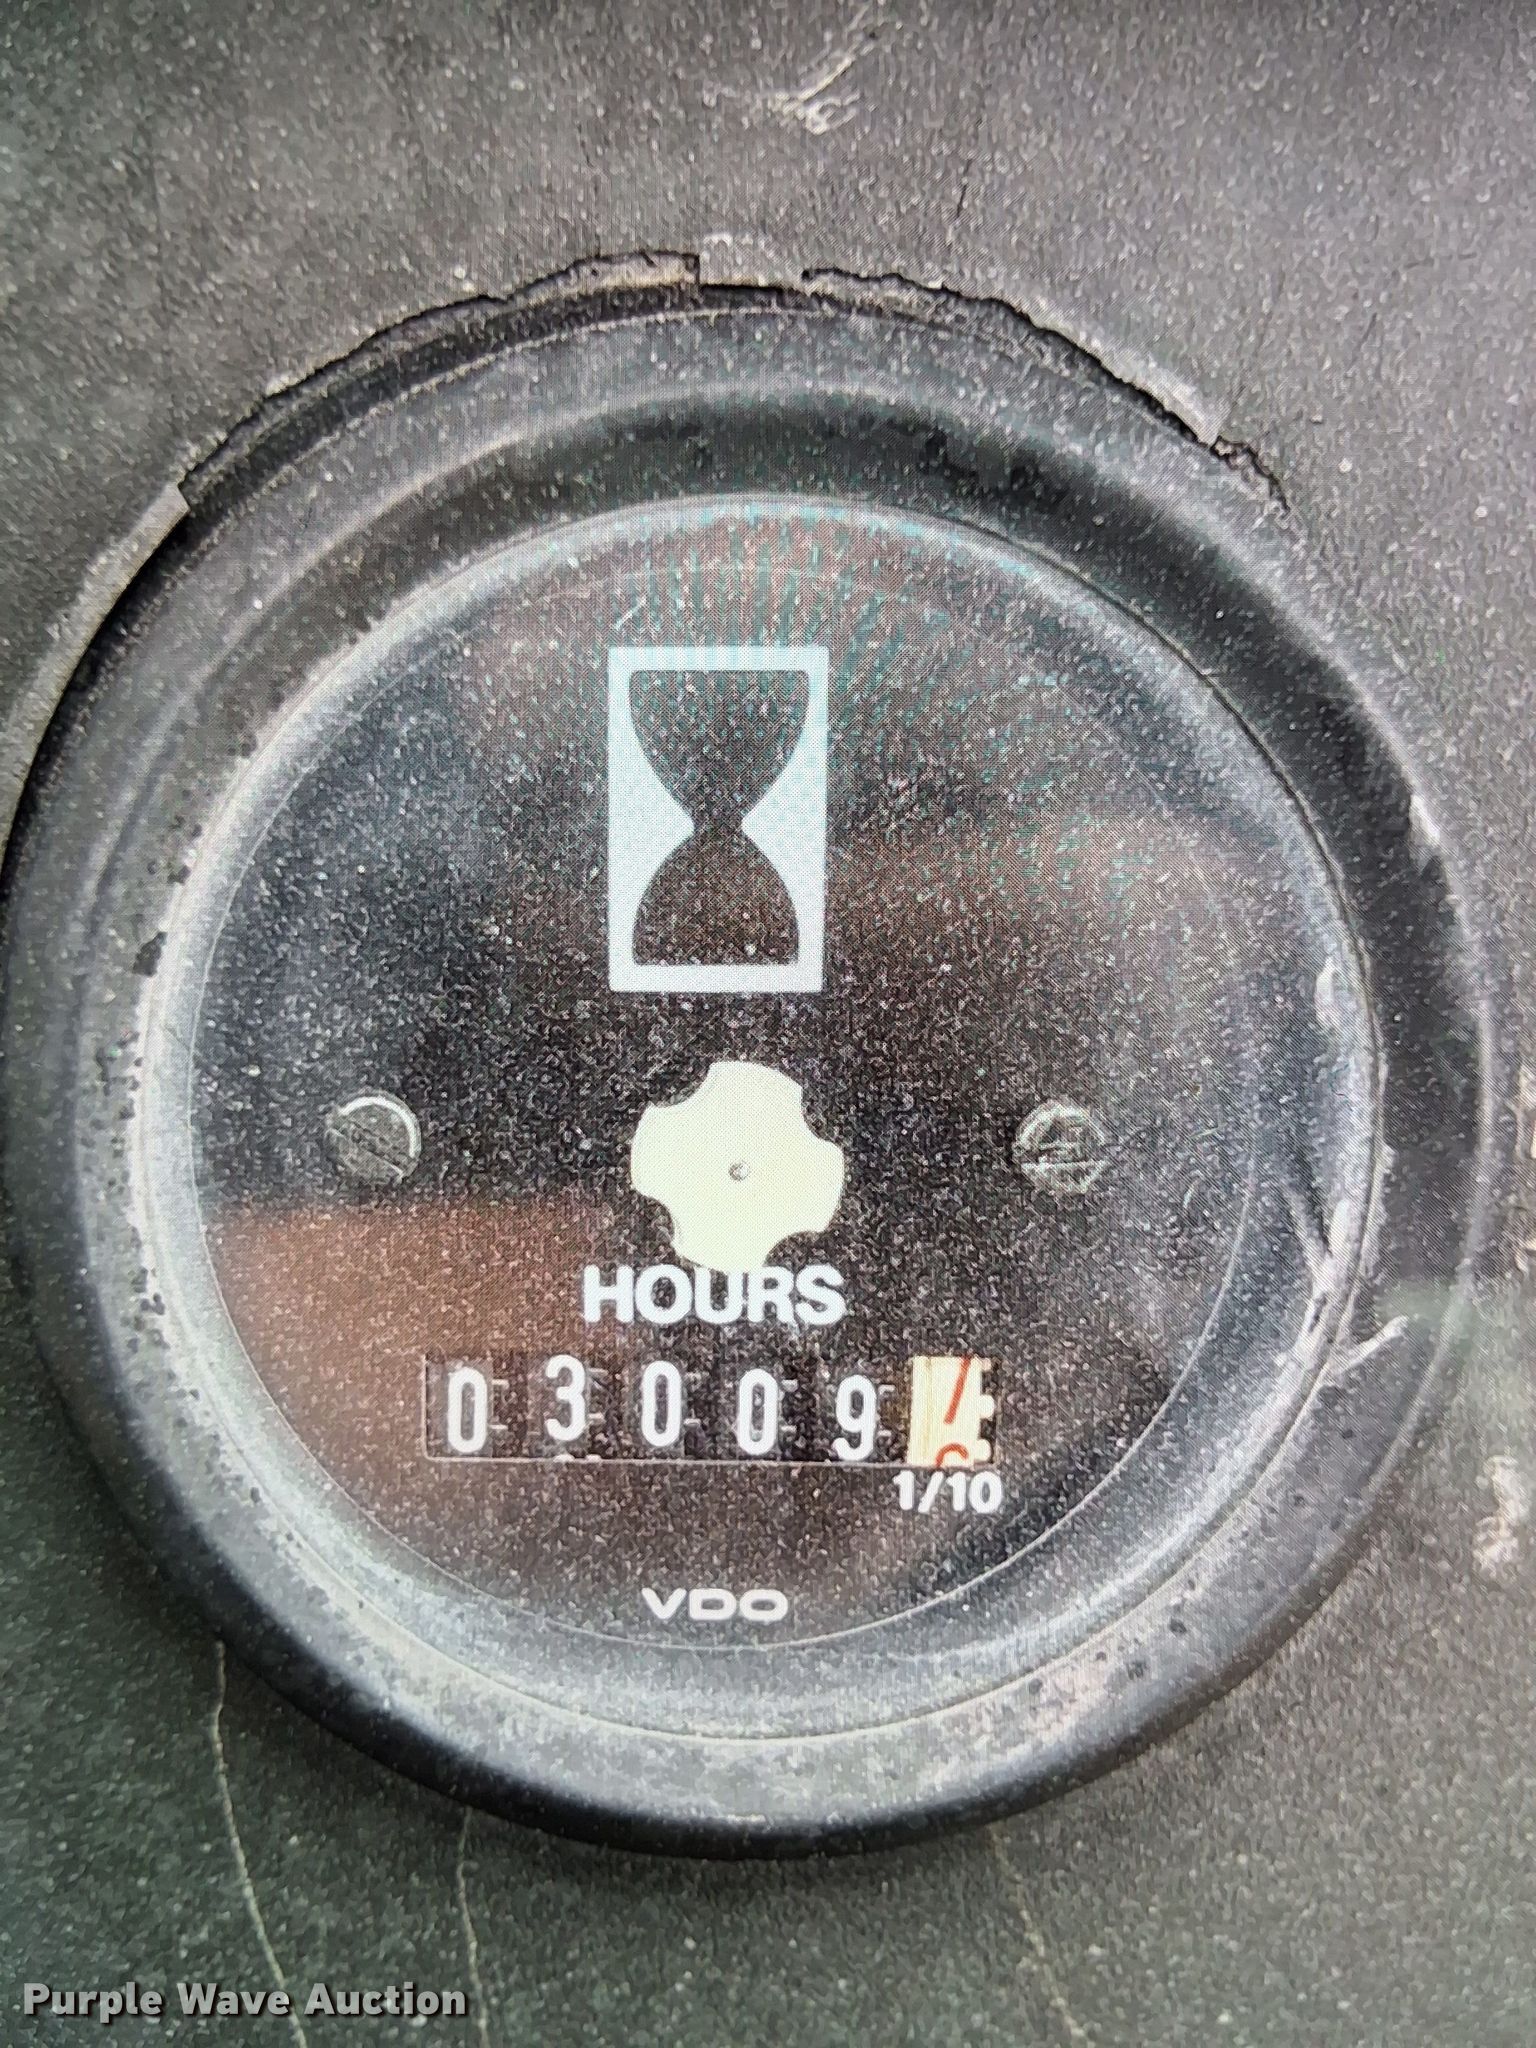 HOURS
03009
1/10
VDO
Purple Wave Auction